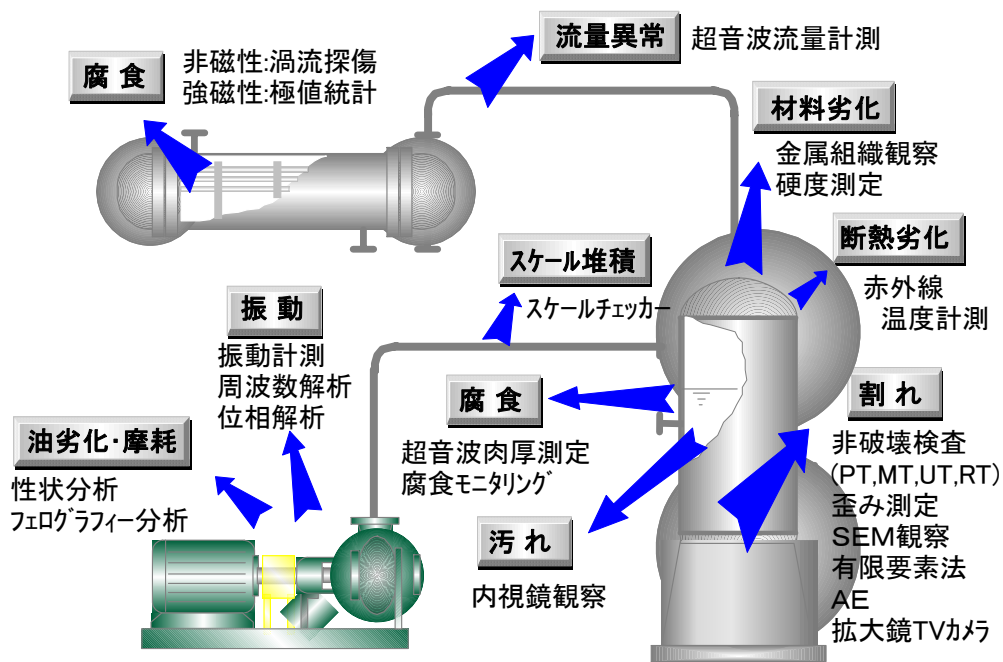 流量異常
超音波流量計測
腐 食
非磁性:渦流探傷
強磁性:極値統計
材料劣化
金属組織観察
硬度測定
断熱劣化
赤外線
温度計測
スケール堆積
スケールチェッカー
振 動
振動計測
周波数解析
位相解析
腐 食
超音波肉厚測定
腐食モニタリング
割 れ
非破壊検査
(PT,MT,UT,RT)
歪み測定
SEM観察
有限要素法
AE
拡大鏡TVカメラ
油劣化・摩耗
性状分析
フェログラフィー分析
汚 れ
内視鏡観察